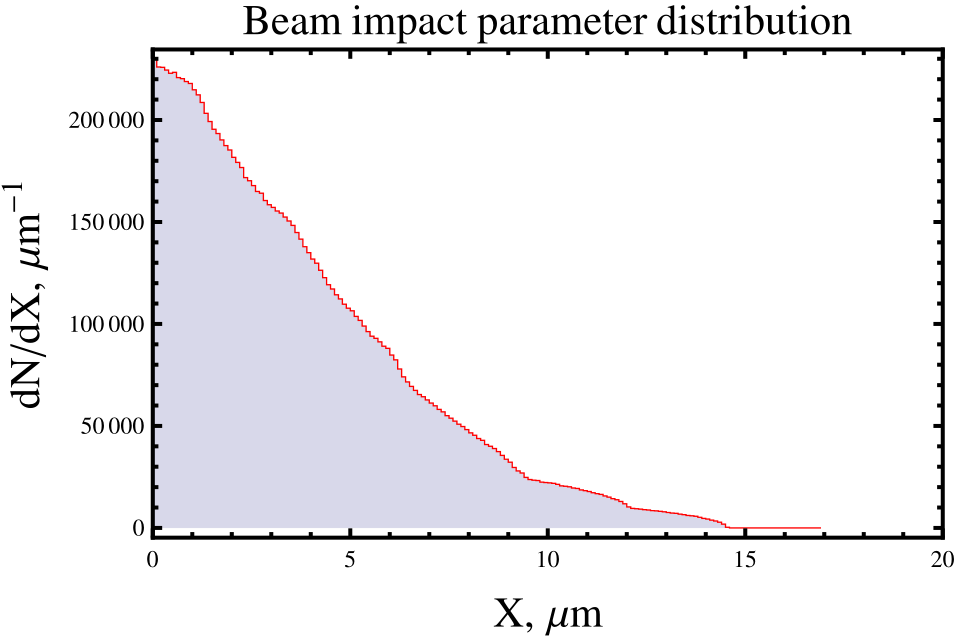 Beam impact parameter distribution
dN/dX, μm⁻¹
200 000
150 000
100 000
50 000
0
0 5 10 15 20
X, μm